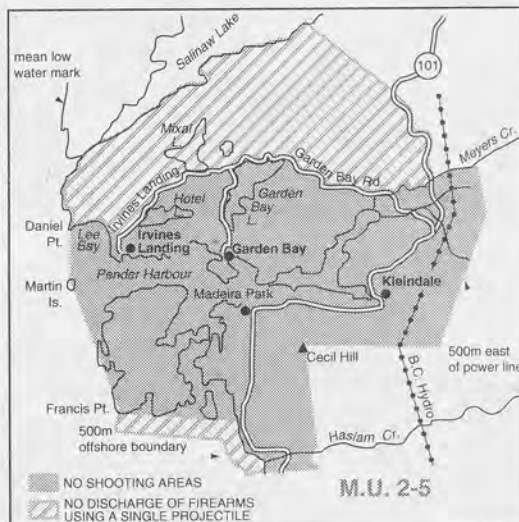 mean low
water mark
Salinaw Lake
101
Mixal
L.
Meyers Cr.
Irvines Landing
Garden Bay Rd.
Hotel
Garden
Bay
L.
Daniel
Pt.
Lee
Bay
Irvines
Landing
Garden Bay
Pender Harbour
Martin
Is.
Kleindale
Madeira Park
Cecil Hill
500m east
of power line
B.C. Hydro
Francis Pt.
500m
offshore boundary
Haslam Cr.
NO SHOOTING AREAS
M.U. 2-5
NO DISCHARGE OF FIREARMS
USING A SINGLE PROJECTILE